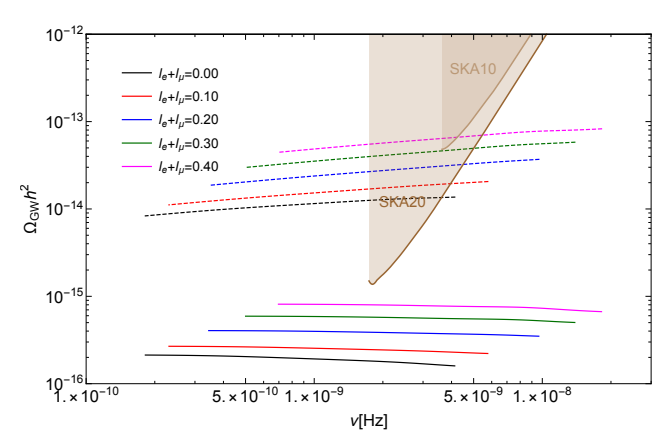 10⁻¹²
10⁻¹³
10⁻¹⁴
10⁻¹⁵
10⁻¹⁶
Ω_GW h²
l_e+l_μ=0.00
l_e+l_μ=0.10
l_e+l_μ=0.20
l_e+l_μ=0.30
l_e+l_μ=0.40
SKA10
SKA20
1.×10⁻¹⁰ 5.×10⁻¹⁰ 1.×10⁻⁹ 5.×10⁻⁹ 1.×10⁻⁸
ν[Hz]